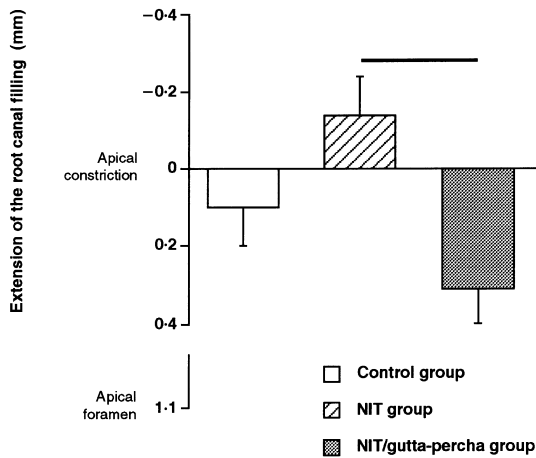 Extension of the root canal filling (mm)
−0·4
−0·2
Apical
constriction
0
0·2
0·4
Apical
foramen
1·1
Control group
NIT group
NIT/gutta-percha group